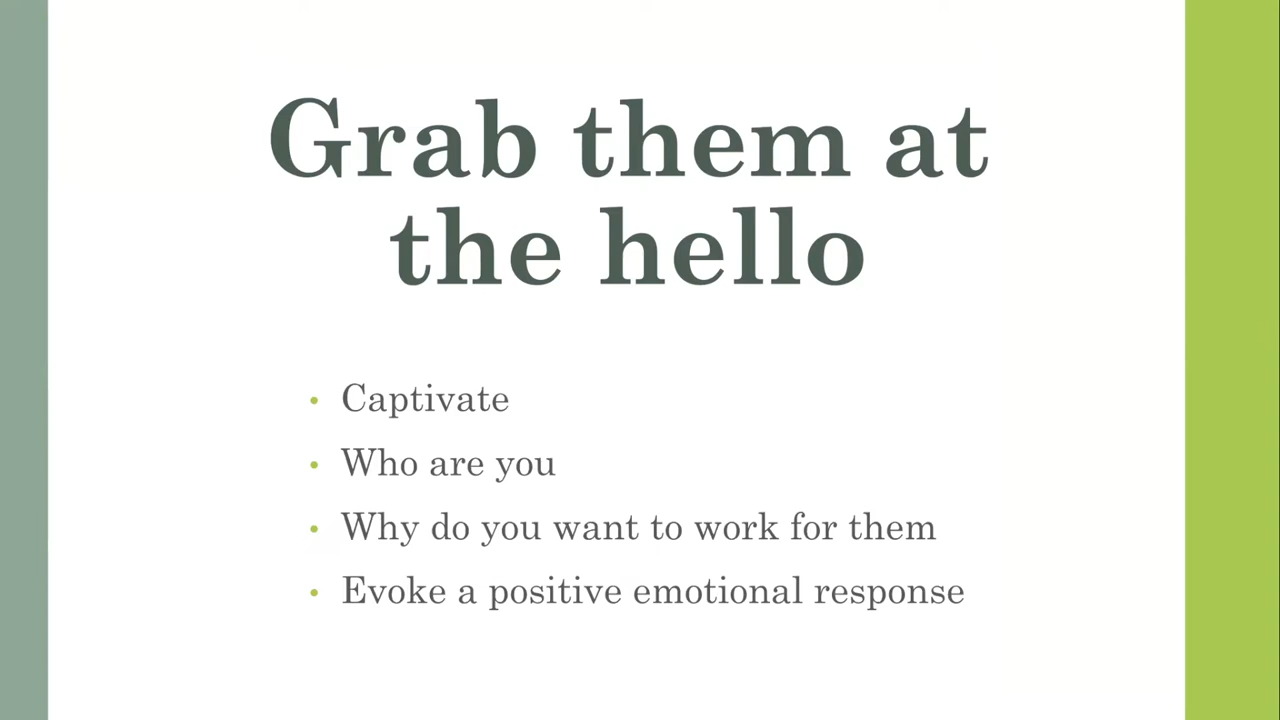 Grab them at
the hello
• Captivate
• Who are you
• Why do you want to work for them
• Evoke a positive emotional response